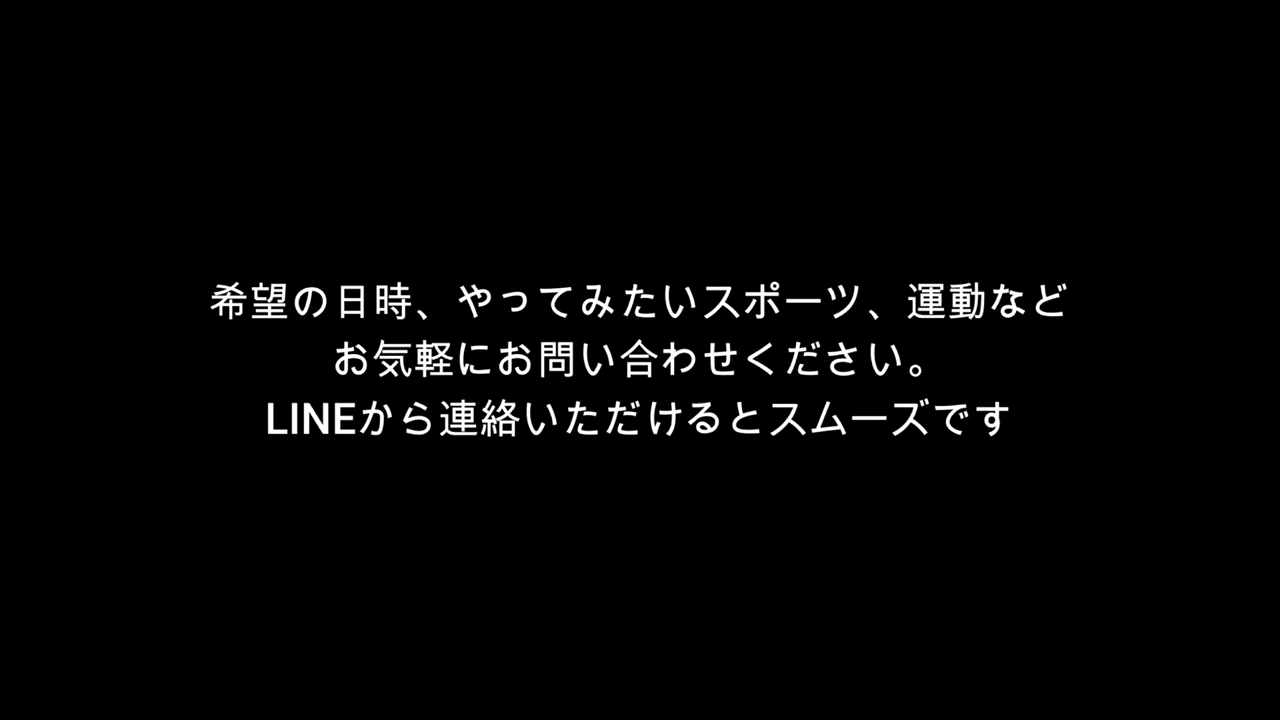 希望の日時、やってみたいスポーツ、運動など
お気軽にお問い合わせください。
LINEから連絡いただけるとスムーズです